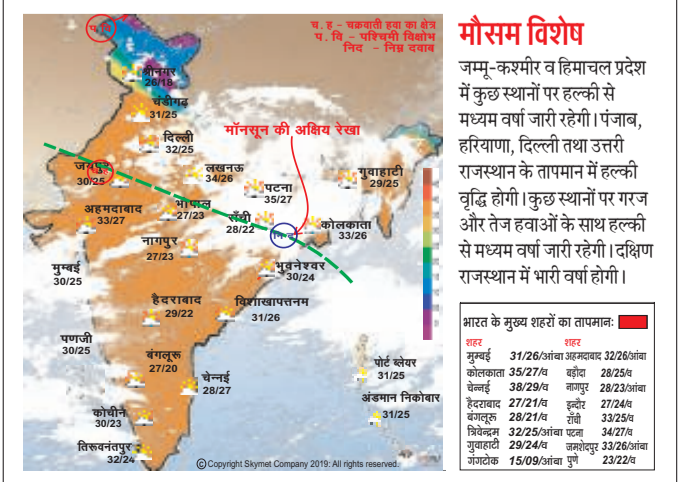 च. ह - चक्रवाती हवा का क्षेत्र
प. वि - पश्चिमी विक्षोभ
निद - निम्न दवाब
प. वि
श्रीनगर
26/18
चंडीगढ़
31/25
दिल्ली
32/25
मॉनसून की अक्षिय रेखा
जयपुर
30/25
लखनऊ
34/26
गुवाहाटी
29/25
पटना
35/27
अहमदाबाद
33/27
भोपाल
27/23
राँची
28/22
कोलकाता
33/26
नागपुर
27/23
भुवनेश्वर
30/24
मुम्बई
30/25
हैदराबाद
29/22
विशाखापत्तनम
31/26
पणजी
30/25
बंगलूरू
27/20
चेन्नई
28/27
पोर्ट ब्लेयर
31/25
अंडमान निकोबार
31/25
कोचीन
30/23
तिरूवनंतपुर
32/24
©Copyright Skymet Company 2019: All rights reserved.
मौसम विशेष
जम्मू-कश्मीर व हिमाचल प्रदेश
में कुछ स्थानों पर हल्की से
मध्यम वर्षा जारी रहेगी। पंजाब,
हरियाणा, दिल्ली तथा उत्तरी
राजस्थान के तापमान में हल्की
वृद्धि होगी। कुछ स्थानों पर गरज
और तेज हवाओं के साथ हल्की
से मध्यम वर्षा जारी रहेगी। दक्षिण
राजस्थान में भारी वर्षा होगी।
भारत के मुख्य शहरों का तापमानः
शहर शहर
मुम्बई 31/26/आंबा अहमदाबाद 32/26/आंबा
कोलकाता 35/27/व बड़ौदा 28/25/व
चेन्नई 38/29/व नागपुर 28/23/आंबा
हैदराबाद 27/21/व इन्दौर 27/24/व
बंगलूरू 28/21/व राँची 33/25/व
त्रिवेन्द्रम 32/25/आंबा पटना 34/27/व
गुवाहाटी 29/24/व जमशेदपुर 33/26/आंबा
गंगटोक 15/09/आंबा पुणे 23/22/व